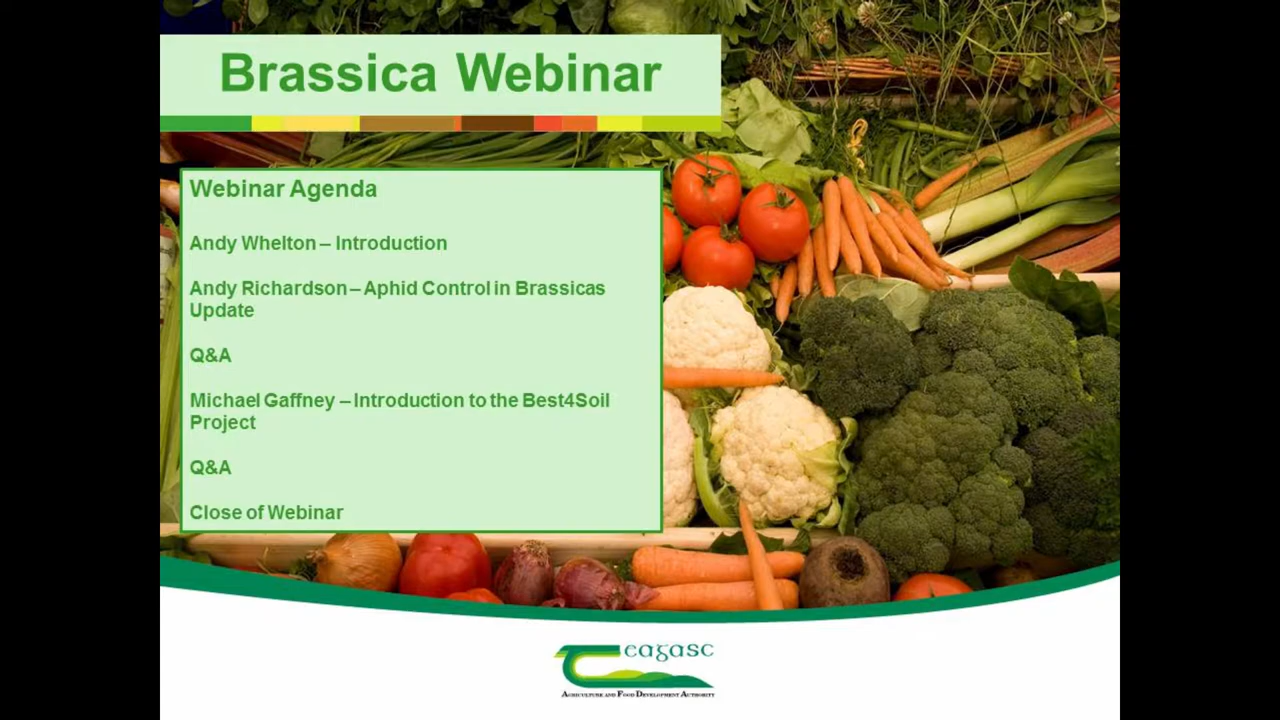 Brassica Webinar
Webinar Agenda
Andy Whelton – Introduction
Andy Richardson – Aphid Control in Brassicas
Update
Q&A
Michael Gaffney – Introduction to the Best4Soil
Project
Q&A
Close of Webinar
eagasc
Agriculture and Food Development Authority